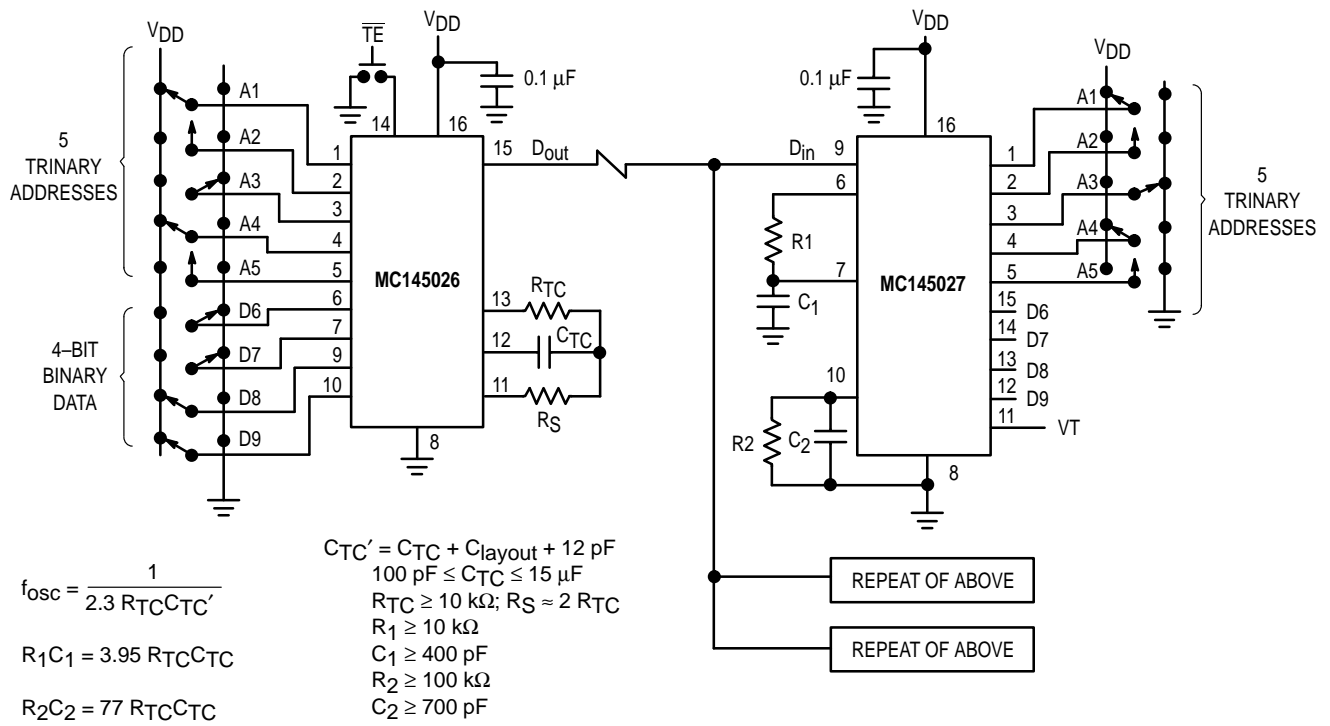 VDD
5
TRINARY
ADDRESSES
A1
A2
A3
A4
A5
4–BIT
BINARY
DATA
D6
D7
D8
D9
TE
VDD
0.1 µF
14
16
1
2
3
4
5
6
7
9
10
MC145026
15
Dout
13
RTC
12
CTC
11
RS
8
VDD
0.1 µF
16
Din
9
6
R1
7
C1
10
R2
C2
MC145027
8
1
2
3
4
5
15
D6
14
D7
13
D8
12
D9
11
VT
VDD
A1
A2
A3
A4
A5
5
TRINARY
ADDRESSES
REPEAT OF ABOVE
REPEAT OF ABOVE
fosc = 1 / 2.3 RTCCTC′
R1C1 = 3.95 RTCCTC
R2C2 = 77 RTCCTC
CTC′ = CTC + Clayout + 12 pF
100 pF ≤ CTC ≤ 15 µF
RTC ≥ 10 kΩ; RS ≈ 2 RTC
R1 ≥ 10 kΩ
C1 ≥ 400 pF
R2 ≥ 100 kΩ
C2 ≥ 700 pF